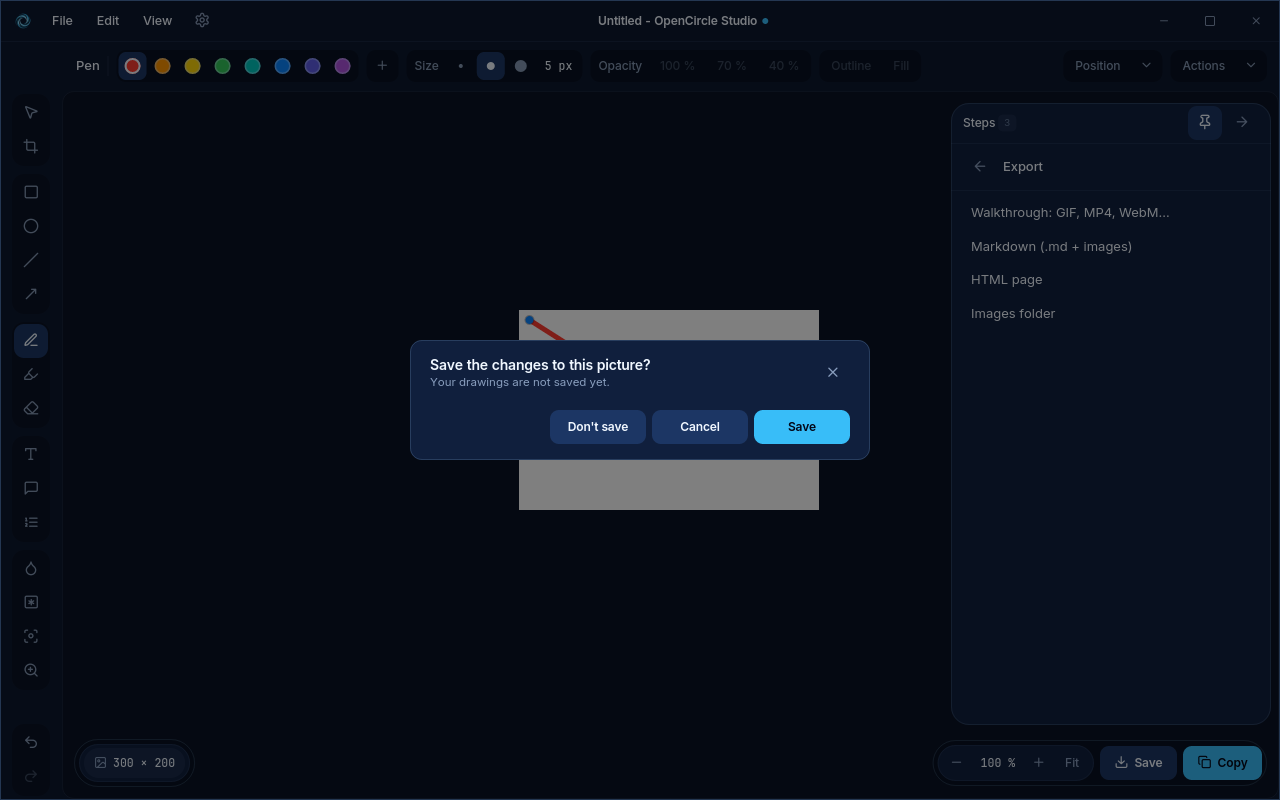 File Edit View Untitled - OpenCircle Studio
Pen Size 5 px Opacity 100 % 70 % 40 % Outline Fill Position Actions
Steps 3
Export
Walkthrough: GIF, MP4, WebM...
Markdown (.md + images)
HTML page
Images folder
Save the changes to this picture?
Your drawings are not saved yet.
Don't save Cancel Save
300 × 200 100 % Fit Save Copy